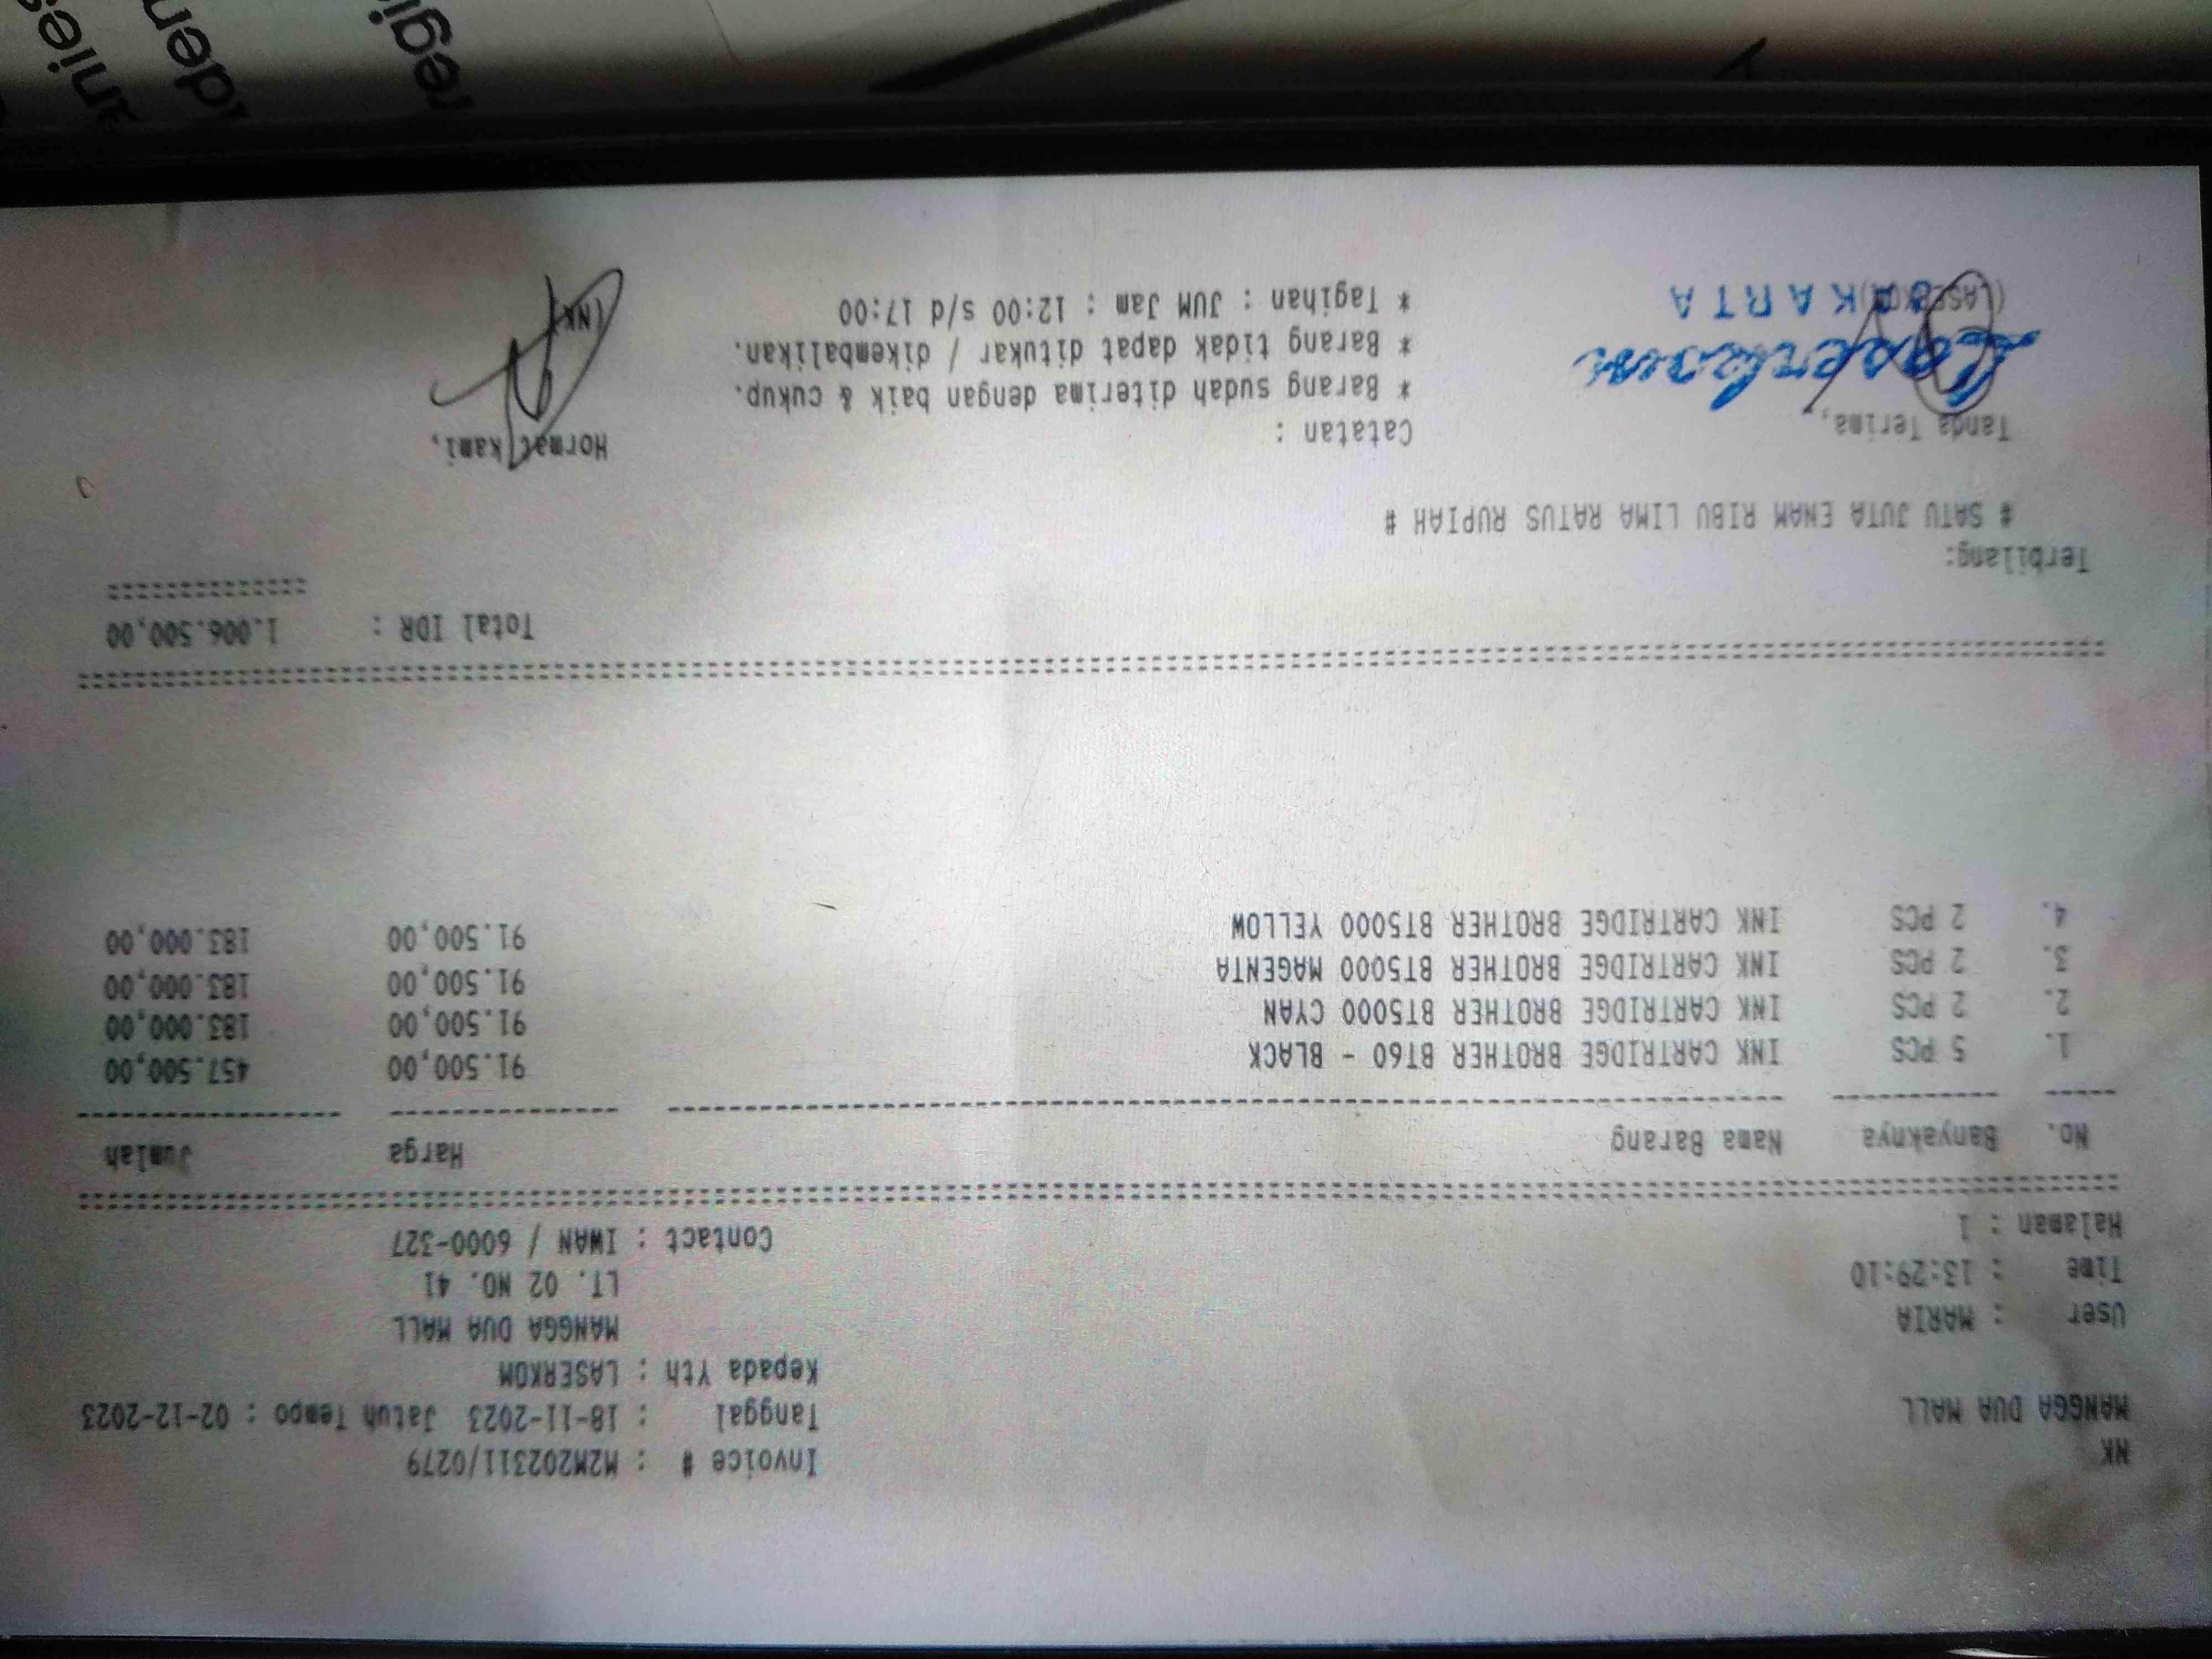 NK
MANGGA DUA MALL
Invoice # : M2M202311/0279
Tanggal : 18-11-2023 Jatuh Tempo : 02-12-2023
Kepada Yth : LASERKOM
MANGGA DUA MALL
LT. 02 NO. 41
Contact : IWAN / 6000-327
User : MARIA
Time : 13:29:10
Halaman : 1
No. Banyaknya Nama Barang Harga Jumlah
1. 5 PCS INK CARTRIDGE BROTHER BT60 - BLACK 91.500,00 457.500,00
2. 2 PCS INK CARTRIDGE BROTHER BT5000 CYAN 91.500,00 183.000,00
3. 2 PCS INK CARTRIDGE BROTHER BT5000 MAGENTA 91.500,00 183.000,00
4. 2 PCS INK CARTRIDGE BROTHER BT5000 YELLOW 91.500,00 183.000,00
Total IDR : 1.006.500,00
Terbilang:
# SATU JUTA ENAM RIBU LIMA RATUS RUPIAH #
Tanda Terima,
Laserkom
JAKARTA
(LASERKOM)
Catatan :
* Barang sudah diterima dengan baik & cukup.
* Barang tidak dapat ditukar / dikembalikan.
* Tagihan : JUM Jam : 12:00 s/d 17:00
Hormat kami,
(NK)
regi